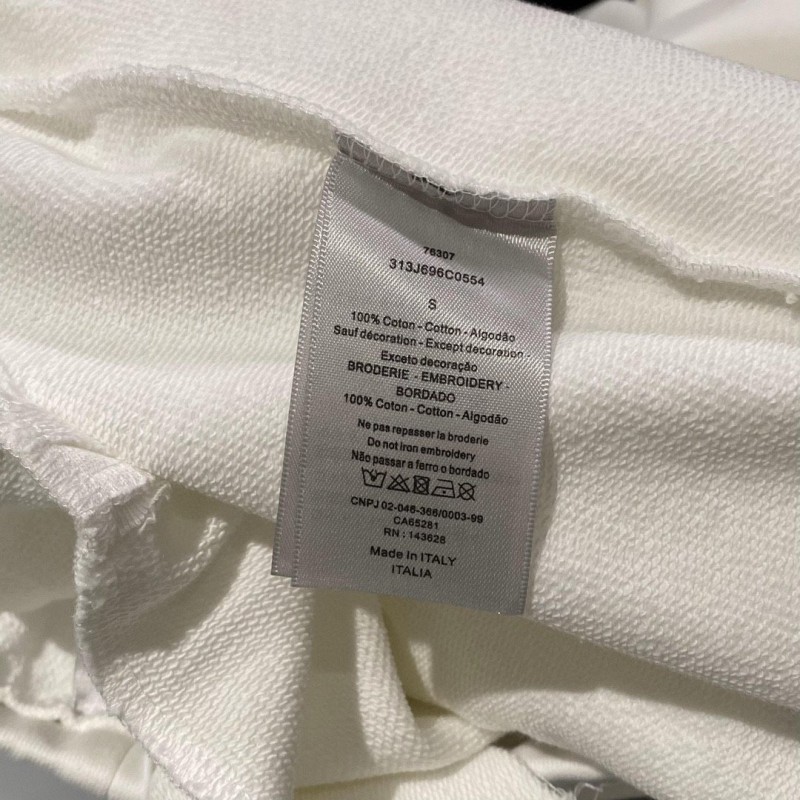 76307
313J696C0554
S
100% Coton - Cotton - Algodão
Sauf décoration - Except decoration -
Exceto decoração
BRODERIE - EMBROIDERY -
BORDADO
100% Coton - Cotton - Algodão
Ne pas repasser la broderie
Do not iron embroidery
Não passar a ferro o bordado
CNPJ 02-046-366/0003-99
CA65281
RN : 143628
Made In ITALY
ITALIA